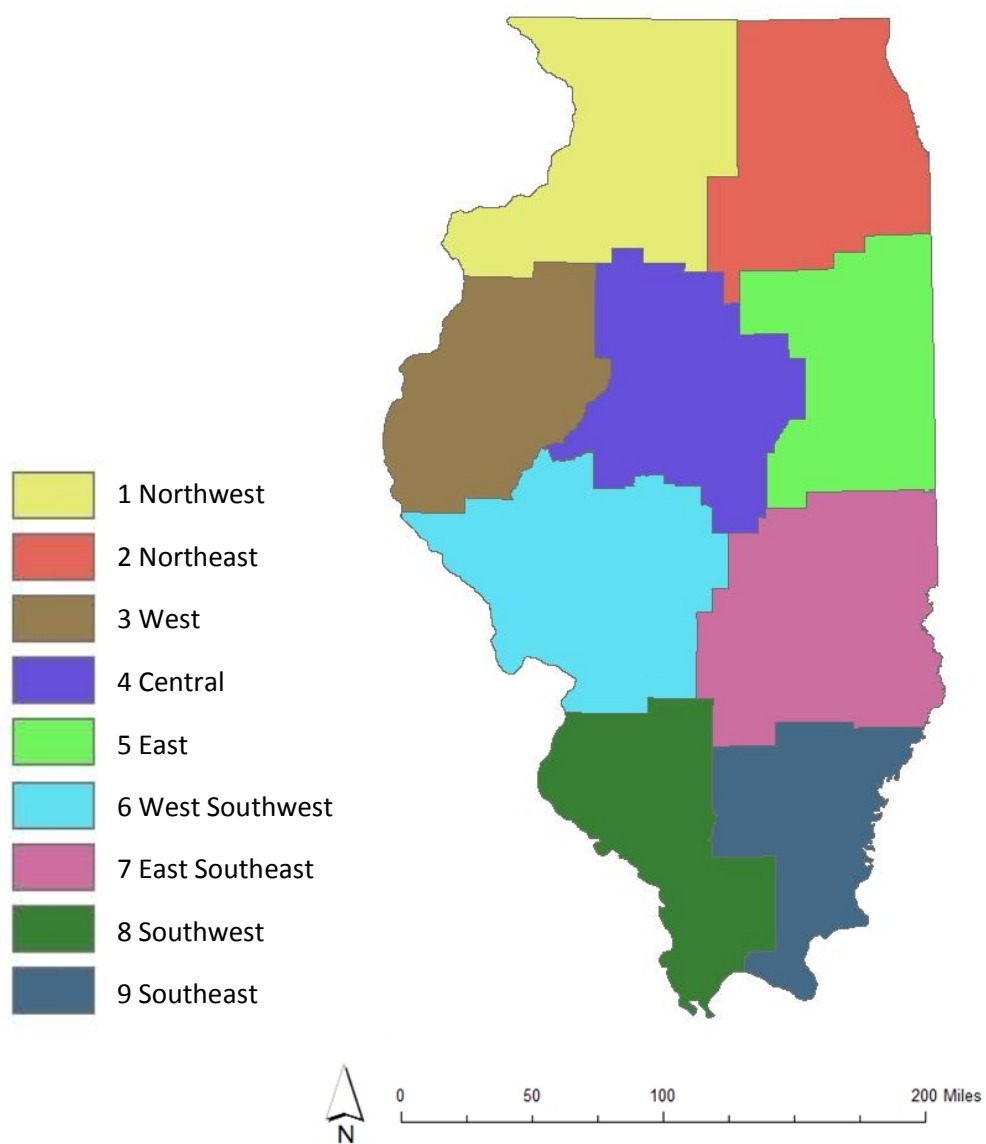 1 Northwest
2 Northeast
3 West
4 Central
5 East
6 West Southwest
7 East Southeast
8 Southwest
9 Southeast
0 50 100 200 Miles
N